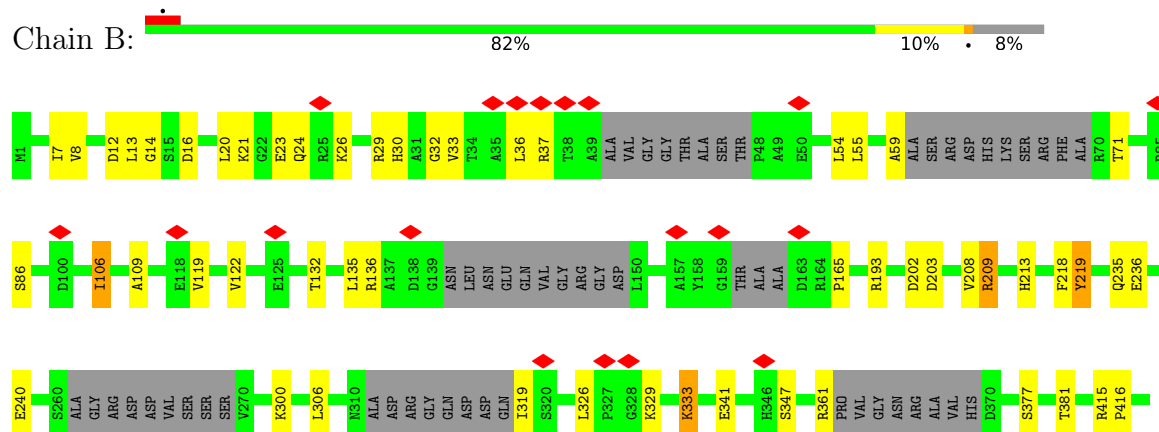 Chain B:
82% 10% • 8%
M1 I7 V8 D12 L13 G14 S15 D16 L20 K21 G22 E23 Q24 R25 K26 R29 H30 A31 G32 V33 T34 A35 L36 R37 T38 A39 ALA VAL GLY GLY THR ALA SER THR P48 A49 E50 L54 L55 A59 ALA SER ARG ASP HIS LYS SER ARG PHE ALA R70 T71
S86 D100 I106 A109 E118 V119 V122 E125 T132 L135 R136 A137 D138 G139 ASN LEU ASN GLU GLN VAL GLY ARG GLY ASP L150 A157 Y158 G159 THR ALA ALA D163 R164 P165 R193 D202 D203 V208 R209 H213 F218 Y219 Q235 E236
E240 S260 ALA GLY ARG ASP ASP VAL SER SER SER V270 K300 L306 N310 ALA ASP ARG GLY GLN ASP ASP GLN I319 S320 L326 P327 G328 K329 K333 E341 H346 S347 R361 PRO VAL GLY ASN ARG ALA VAL HIS D370 S377 T381 R415 P416